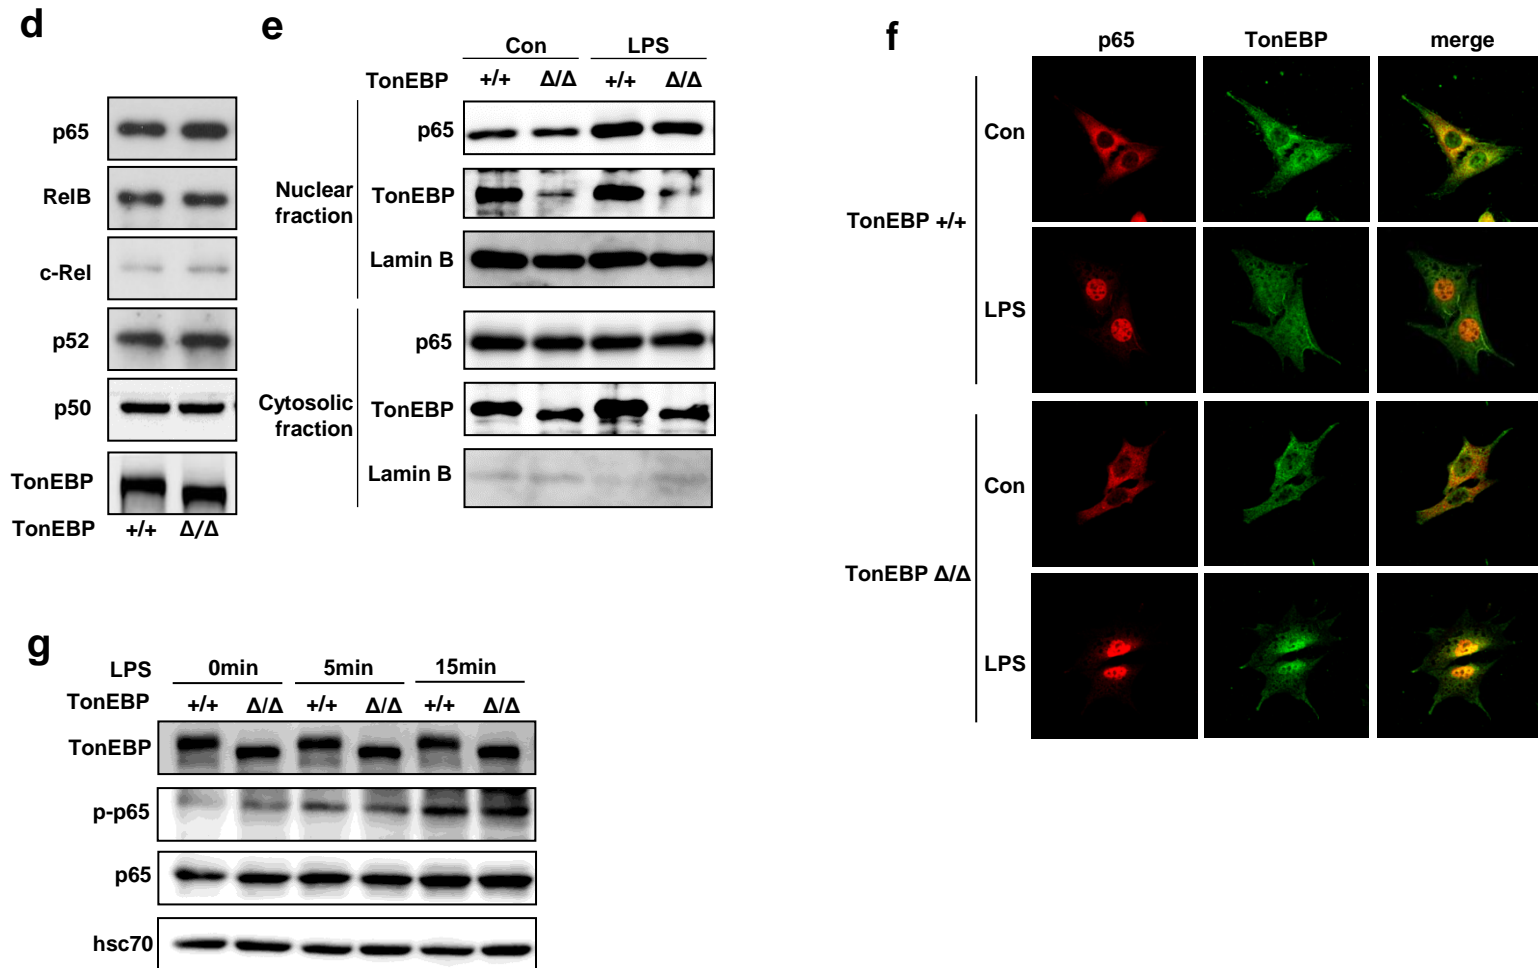 d
p65
RelB
c-Rel
p52
p50
TonEBP
TonEBP +/+ Δ/Δ
e
Con LPS
TonEBP +/+ Δ/Δ +/+ Δ/Δ
Nuclear
fraction
p65
TonEBP
Lamin B
Cytosolic
fraction
p65
TonEBP
Lamin B
f
p65 TonEBP merge
TonEBP +/+
Con
LPS
TonEBP Δ/Δ
Con
LPS
g
LPS 0min 5min 15min
TonEBP +/+ Δ/Δ +/+ Δ/Δ +/+ Δ/Δ
TonEBP
p-p65
p65
hsc70